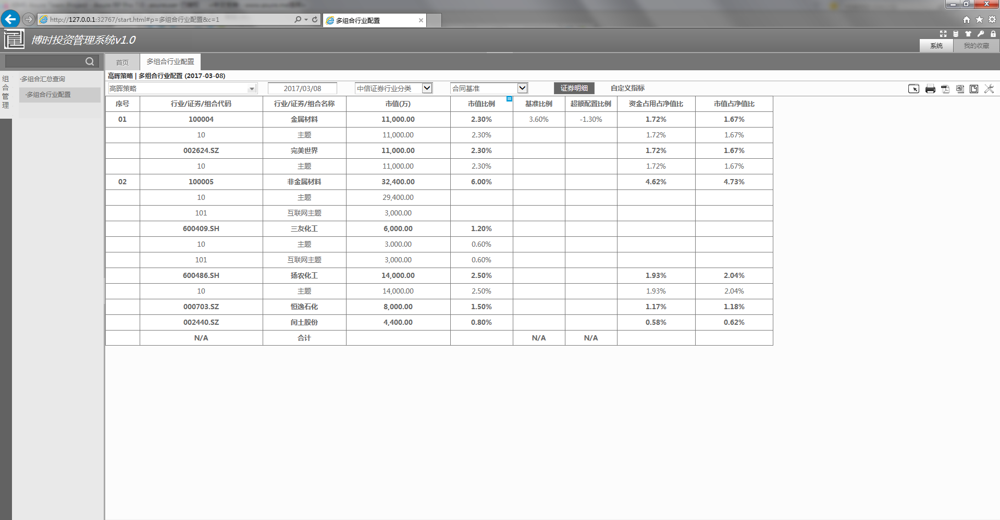 http://127.0.0.1:32767/start.html#p=多组合行业配置&c=1
多组合行业配置
博时投资管理系统v1.0
系统 我的收藏
首页 多组合行业配置
组合管理
·多组合汇总查询
·多组合行业配置
高晖策略 | 多组合行业配置 (2017-03-08)
高晖策略 2017/03/08 中信证券行业分类 合同基准 证券明细 自定义指标
序号 行业/证券/组合代码 行业/证券/组合名称 市值(万) 市值比例 基准比例 超额配置比例 资金占用占净值比 市值占净值比
01 100004 金属材料 11,000.00 2.30% 3.60% -1.30% 1.72% 1.67%
10 主题 11,000.00 2.30% 1.72% 1.67%
002624.SZ 完美世界 11,000.00 2.30% 1.72% 1.67%
10 主题 11,000.00 2.30% 1.72% 1.67%
02 100005 非金属材料 32,400.00 6.00% 4.62% 4.73%
10 主题 29,400.00
101 互联网主题 3,000.00
600409.SH 三友化工 6,000.00 1.20%
10 主题 3.000.00 0.60%
101 互联网主题 3,000.00 0.60%
600486.SH 扬农化工 14,000.00 2.50% 1.93% 2.04%
10 主题 14,000.00 2.50% 1.93% 2.04%
000703.SZ 恒逸石化 8,000.00 1.50% 1.17% 1.18%
002440.SZ 闰土股份 4,400.00 0.80% 0.58% 0.62%
N/A 合计 N/A N/A